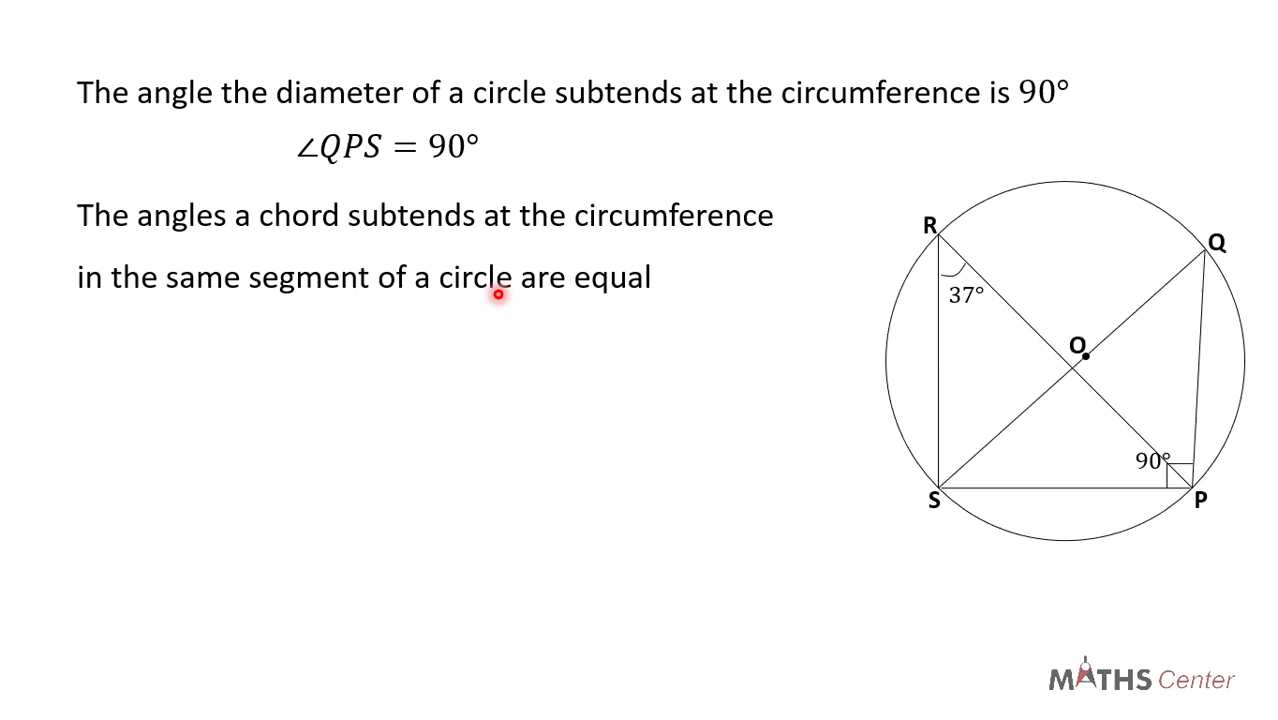 The angle the diameter of a circle subtends at the circumference is 90°
∠QPS = 90°
The angles a chord subtends at the circumference
in the same segment of a circle are equal
R
Q
37°
O
90°
S
P
MATHS Center